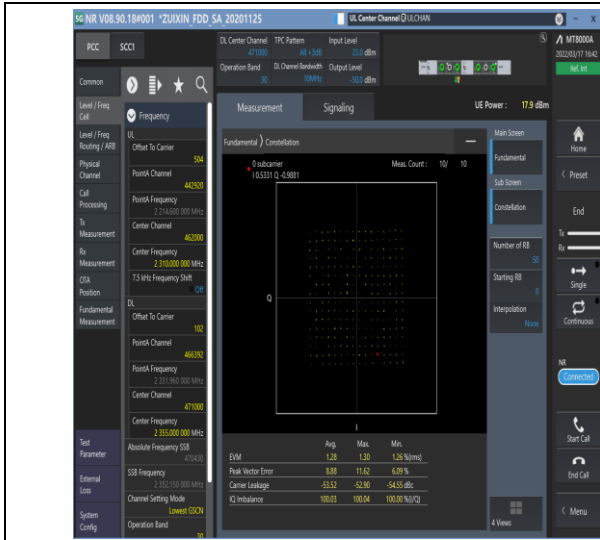 5G NR V08.90.18#001 *ZUIXIN_FDD_SA_20201125
UL Center Channel ULCHAN
PCC SCC1
DL Center Channel TPC Pattern Input Level
471000 All +3dB 23.0 dBm
Operation Band DL Channel Bandwidth Output Level
30 10MHz -50.0 dBm
MT8000A
2022/03/17 16:42
Ref. Int
Measurement Signaling
UE Power : 17.9 dBm
Common
Level / Freq
Cell
Level / Freq
Routing / ARB
Physical
Channel
Call
Processing
Tx
Measurement
Rx
Measurement
OTA
Position
Fundamental
Measurement
Test
Parameter
External
Loss
System
Config
Frequency
UL
Offset To Carrier
504
PointA Channel
442920
PointA Frequency
2 214.600 000 MHz
Center Channel
462000
Center Frequency
2 310.000 000 MHz
7.5 kHz Frequency Shift
Off
DL
Offset To Carrier
102
PointA Channel
466392
PointA Frequency
2 331.960 000 MHz
Center Channel
471000
Center Frequency
2 355.000 000 MHz
Absolute Frequency SSB
470430
SSB Frequency
2 352.150 000 MHz
Channel Setting Mode
Lowest GSCN
Operation Band
30
Fundamental Constellation
0 subcarrier
I 0.5331 Q -0.9881
Meas. Count : 10/ 10
Q
I
Avg. Max. Min.
EVM 1.28 1.30 1.26 %(rms)
Peak Vector Error 8.88 11.62 6.09 %
Carrier Leakage -53.52 -52.90 -54.55 dBc
IQ Imbalance 100.03 100.04 100.00 %(I/Q)
Main Screen
Fundamental
Sub Screen
Constellation
Number of RB
50
Starting RB
0
Interpolation
None
4 Views
Home
Preset
End
Tx
Rx
Single
Continuous
NR
Connected
Start Call
End Call
Menu